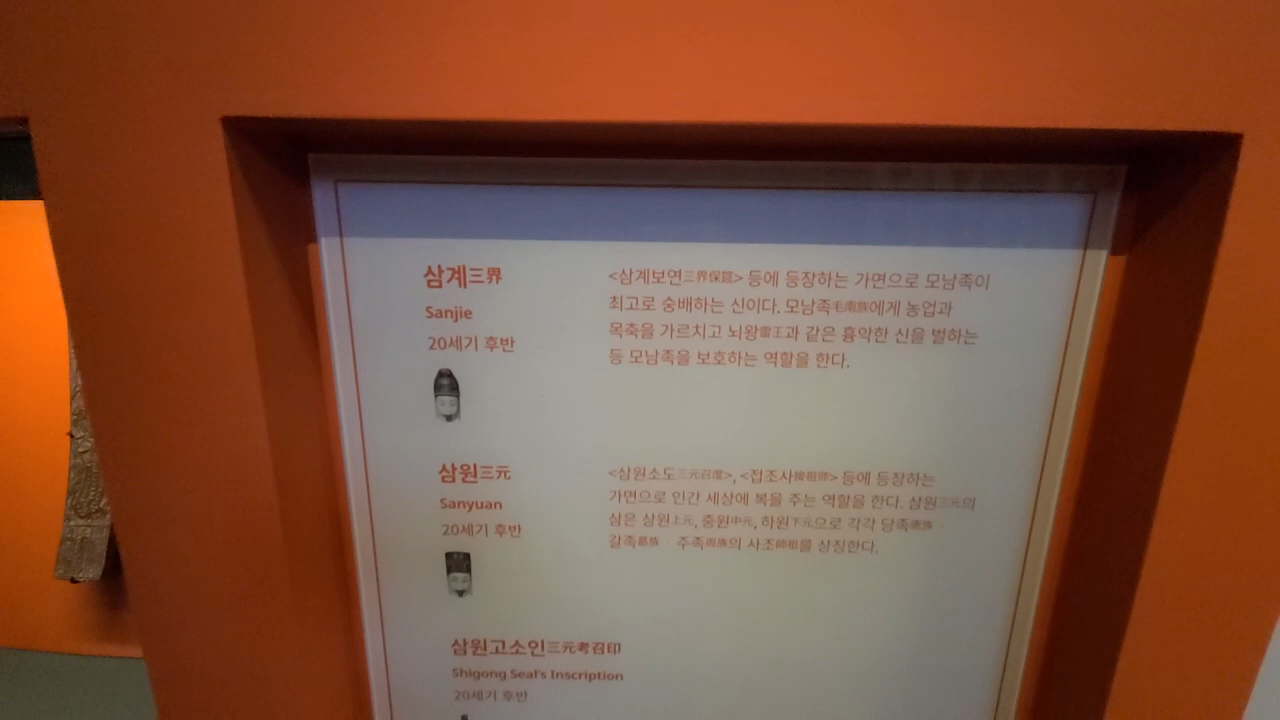 삼계三界
Sanjie
20세기 후반
<삼계보연三界保筵> 등에 등장하는 가면으로 모남족이
최고로 숭배하는 신이다. 모남족毛南族에게 농업과
목축을 가르치고 뇌왕雷王과 같은 흉악한 신을 벌하는
등 모남족을 보호하는 역할을 한다.
삼원三元
Sanyuan
20세기 후반
<삼원소도三元召度>, <접조사接祖師> 등에 등장하는
가면으로 인간 세상에 복을 주는 역할을 한다. 삼원三元의
삼은 상원上元, 중원中元, 하원下元으로 각각 당족唐族 ·
갈족葛族 · 주족周族의 사조師祖를 상징한다.
삼원고소인三元考召印
Shigong Seal's Inscription
20세기 후반